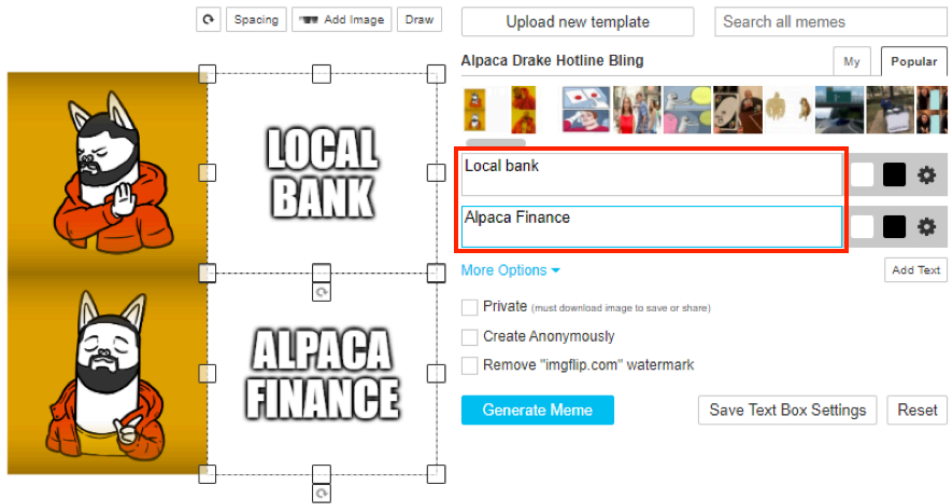 Spacing
Add Image
Draw
Upload new template
Search all memes
Alpaca Drake Hotline Bling
My
Popular
LOCAL
BANK
Local bank
Alpaca Finance
More Options
Add Text
ALPACA
FINANCE
Private (must download image to save or share)
Create Anonymously
Remove "imgflip.com" watermark
Generate Meme
Save Text Box Settings
Reset